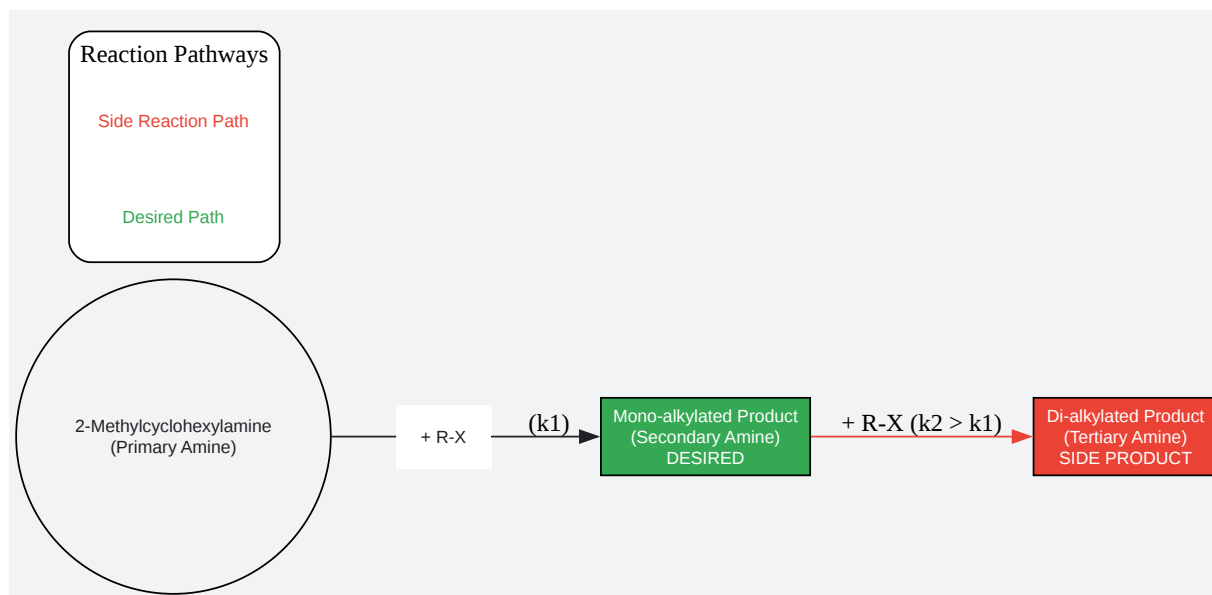 Reaction Pathways
Side Reaction Path
Desired Path
2-Methylcyclohexylamine
(Primary Amine)
+ R-X
(k1)
Mono-alkylated Product
(Secondary Amine)
DESIRED
+ R-X (k2 > k1)
Di-alkylated Product
(Tertiary Amine)
SIDE PRODUCT